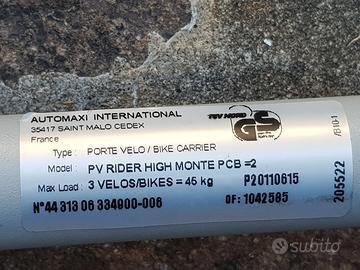 AUTOMAXI INTERNATIONAL
35417 SAINT MALO CEDEX
France
TÜV NORD
GS
Type : PORTE VELO / BIKE CARRIER
Model : PV RIDER HIGH MONTE PCB =2
Max Load : 3 VELOS/BIKES = 45 kg
P20110615
N°44 313 06 334900-006
OF: 1042585
205522
subito